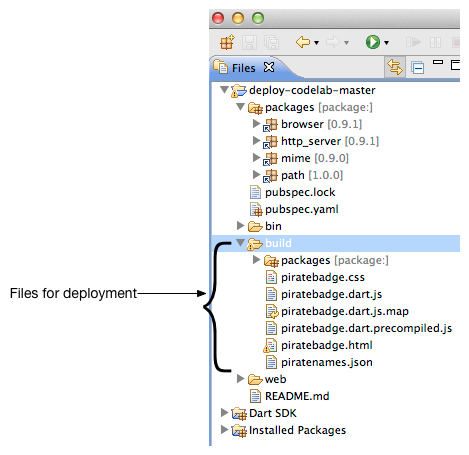 Files
deploy-codelab-master
packages [package:]
browser [0.9.1]
http_server [0.9.1]
mime [0.9.0]
path [1.0.0]
pubspec.lock
pubspec.yaml
bin
build
packages [package:]
piratebadge.css
Files for deployment
piratebadge.dart.js
piratebadge.dart.js.map
piratebadge.dart.precompiled.js
piratebadge.html
piratenames.json
web
README.md
Dart SDK
Installed Packages